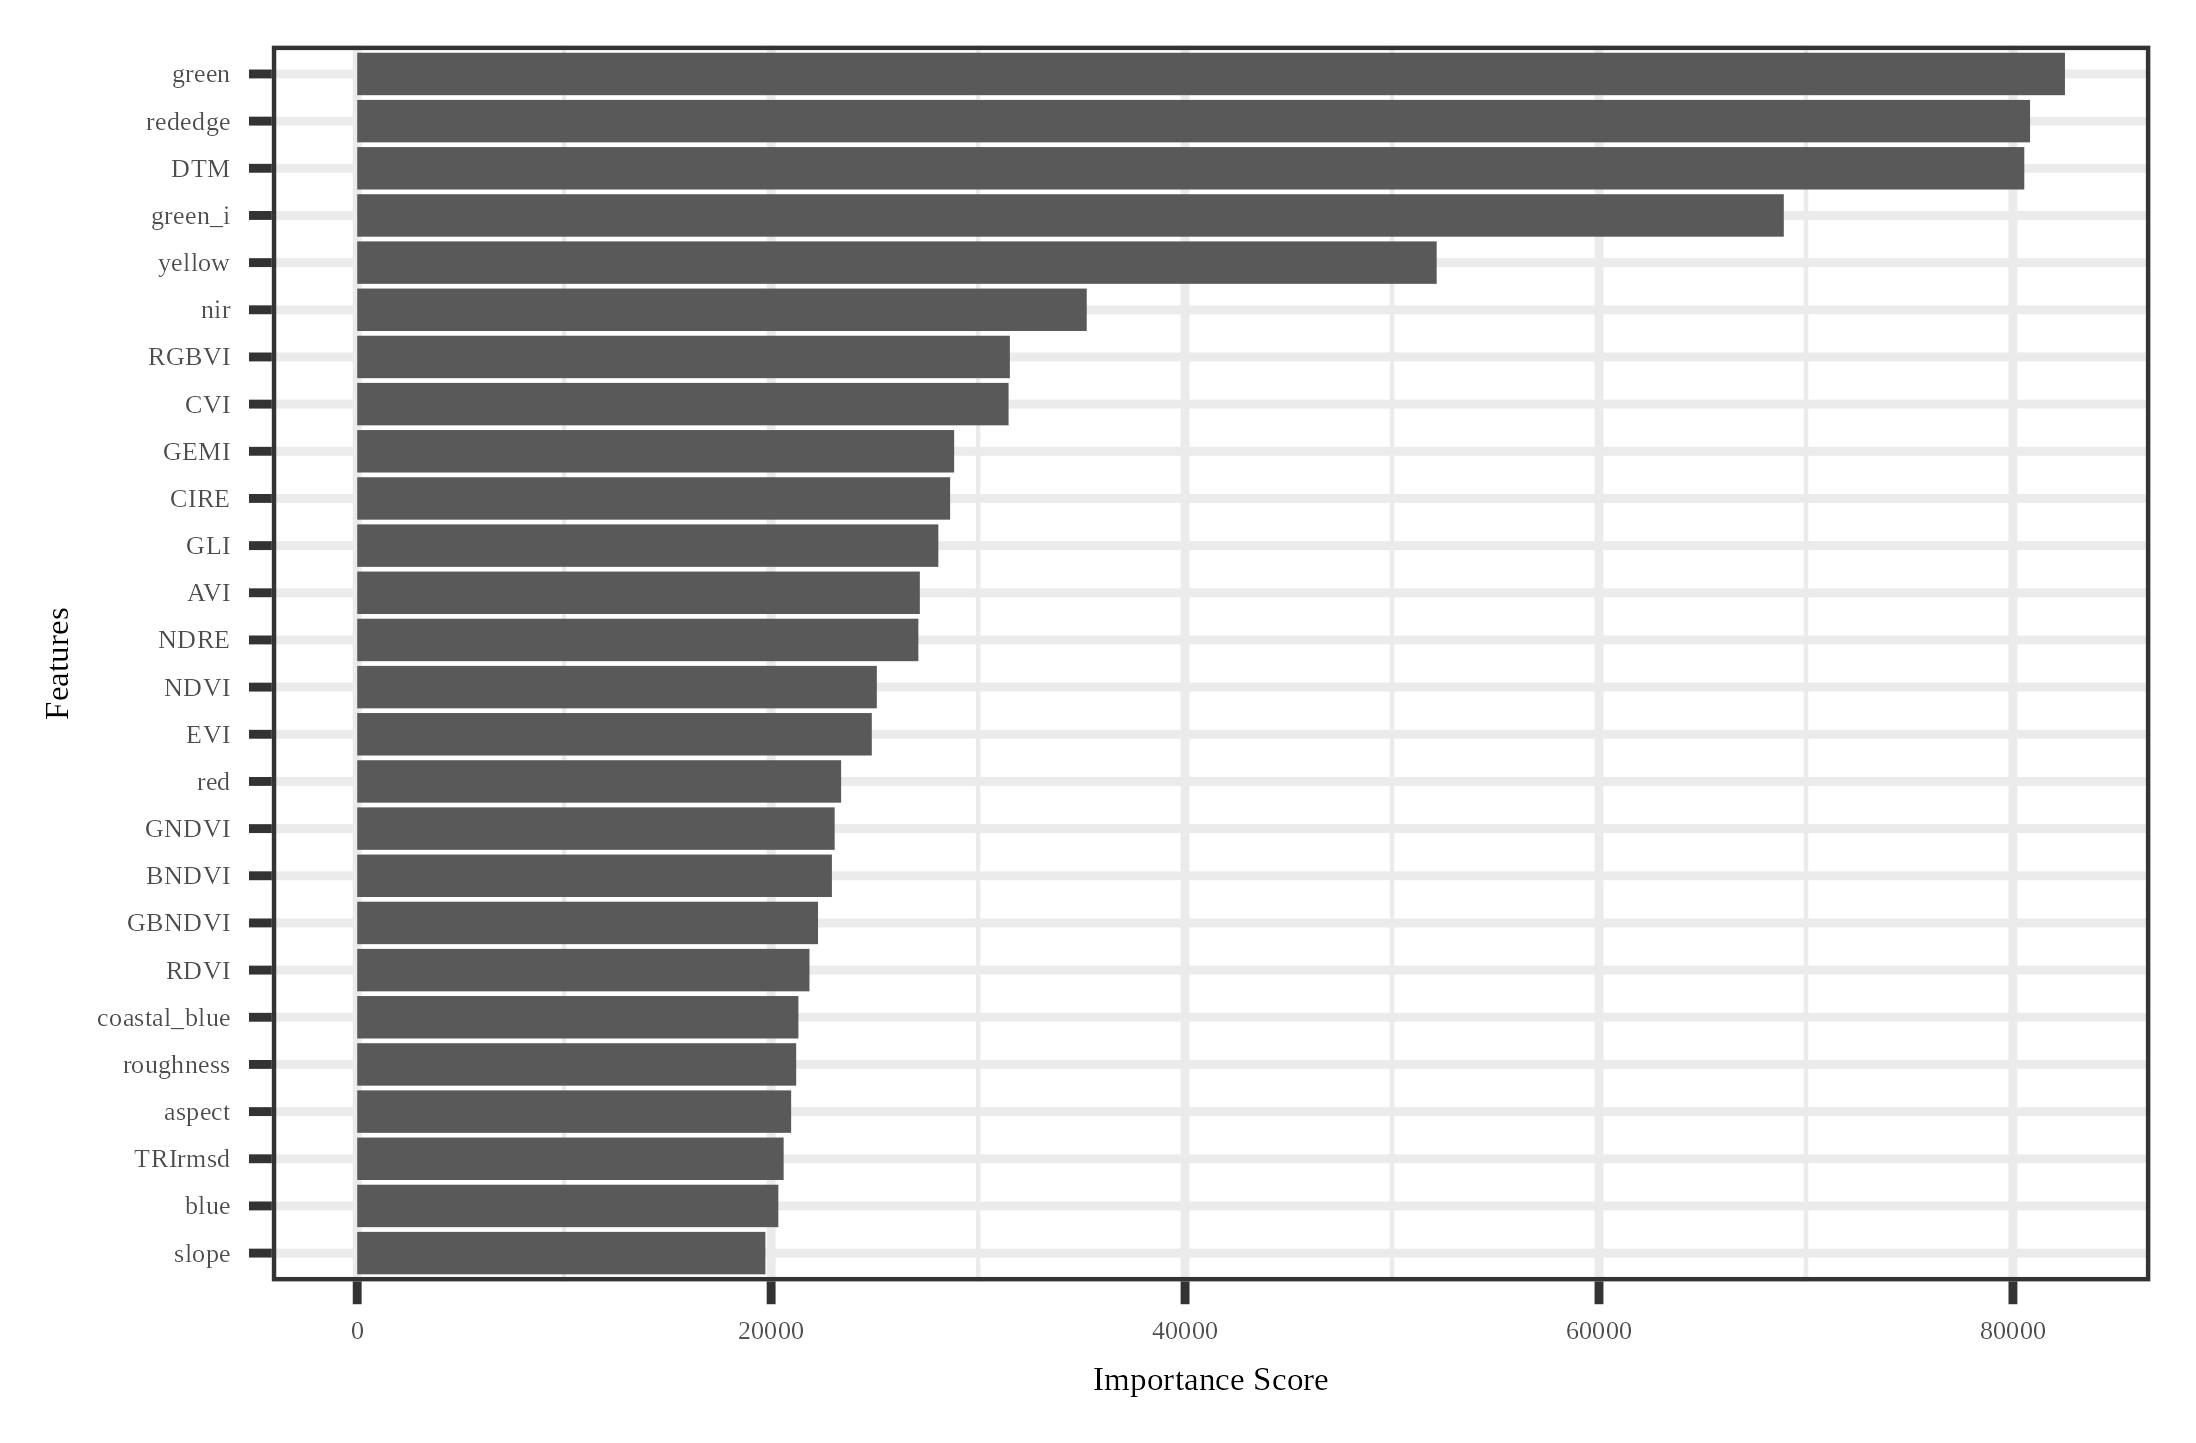 green
rededge
DTM
green_i
yellow
nir
RGBVI
CVI
GEMI
CIRE
GLI
AVI
NDRE
NDVI
EVI
red
GNDVI
BNDVI
GBNDVI
RDVI
coastal_blue
roughness
aspect
TRIrmsd
blue
slope
Features
0 20000 40000 60000 80000
Importance Score